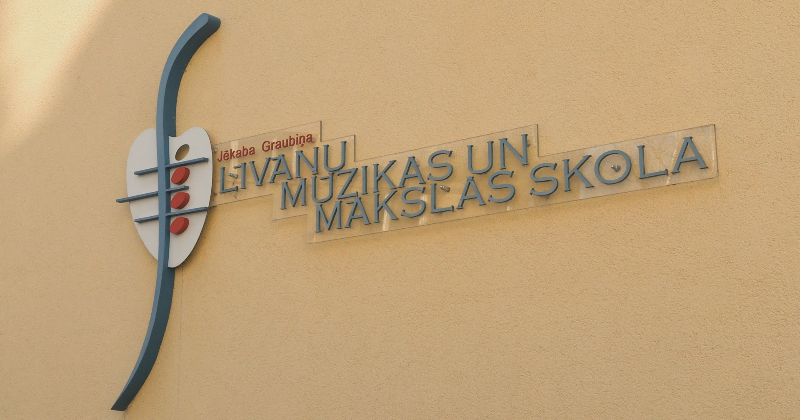 Jēkaba Graubiņa
LĪVĀNU
MŪZIKAS UN
MĀKSLAS SKOLA